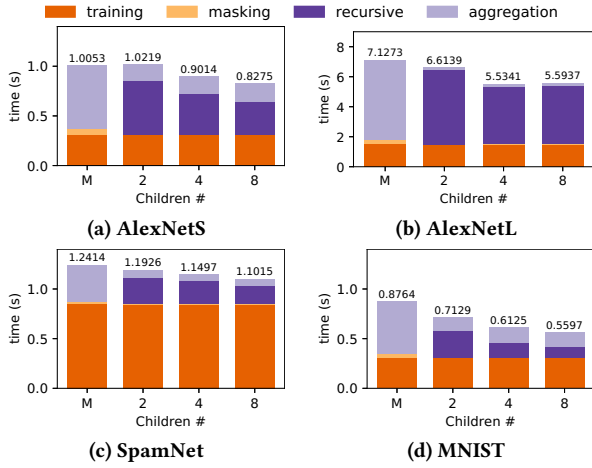 training masking recursive aggregation
time (s)
1.0
0.5
0.0
1.0053
1.0219
0.9014
0.8275
M 2 4 8
Children #
(a) AlexNetS
time (s)
8
6
4
2
0
7.1273
6.6139
5.5341
5.5937
M 2 4 8
Children #
(b) AlexNetL
time (s)
1.0
0.5
0.0
1.2414
1.1926
1.1497
1.1015
M 2 4 8
Children #
(c) SpamNet
time (s)
1.0
0.5
0.0
0.8764
0.7129
0.6125
0.5597
M 2 4 8
Children #
(d) MNIST